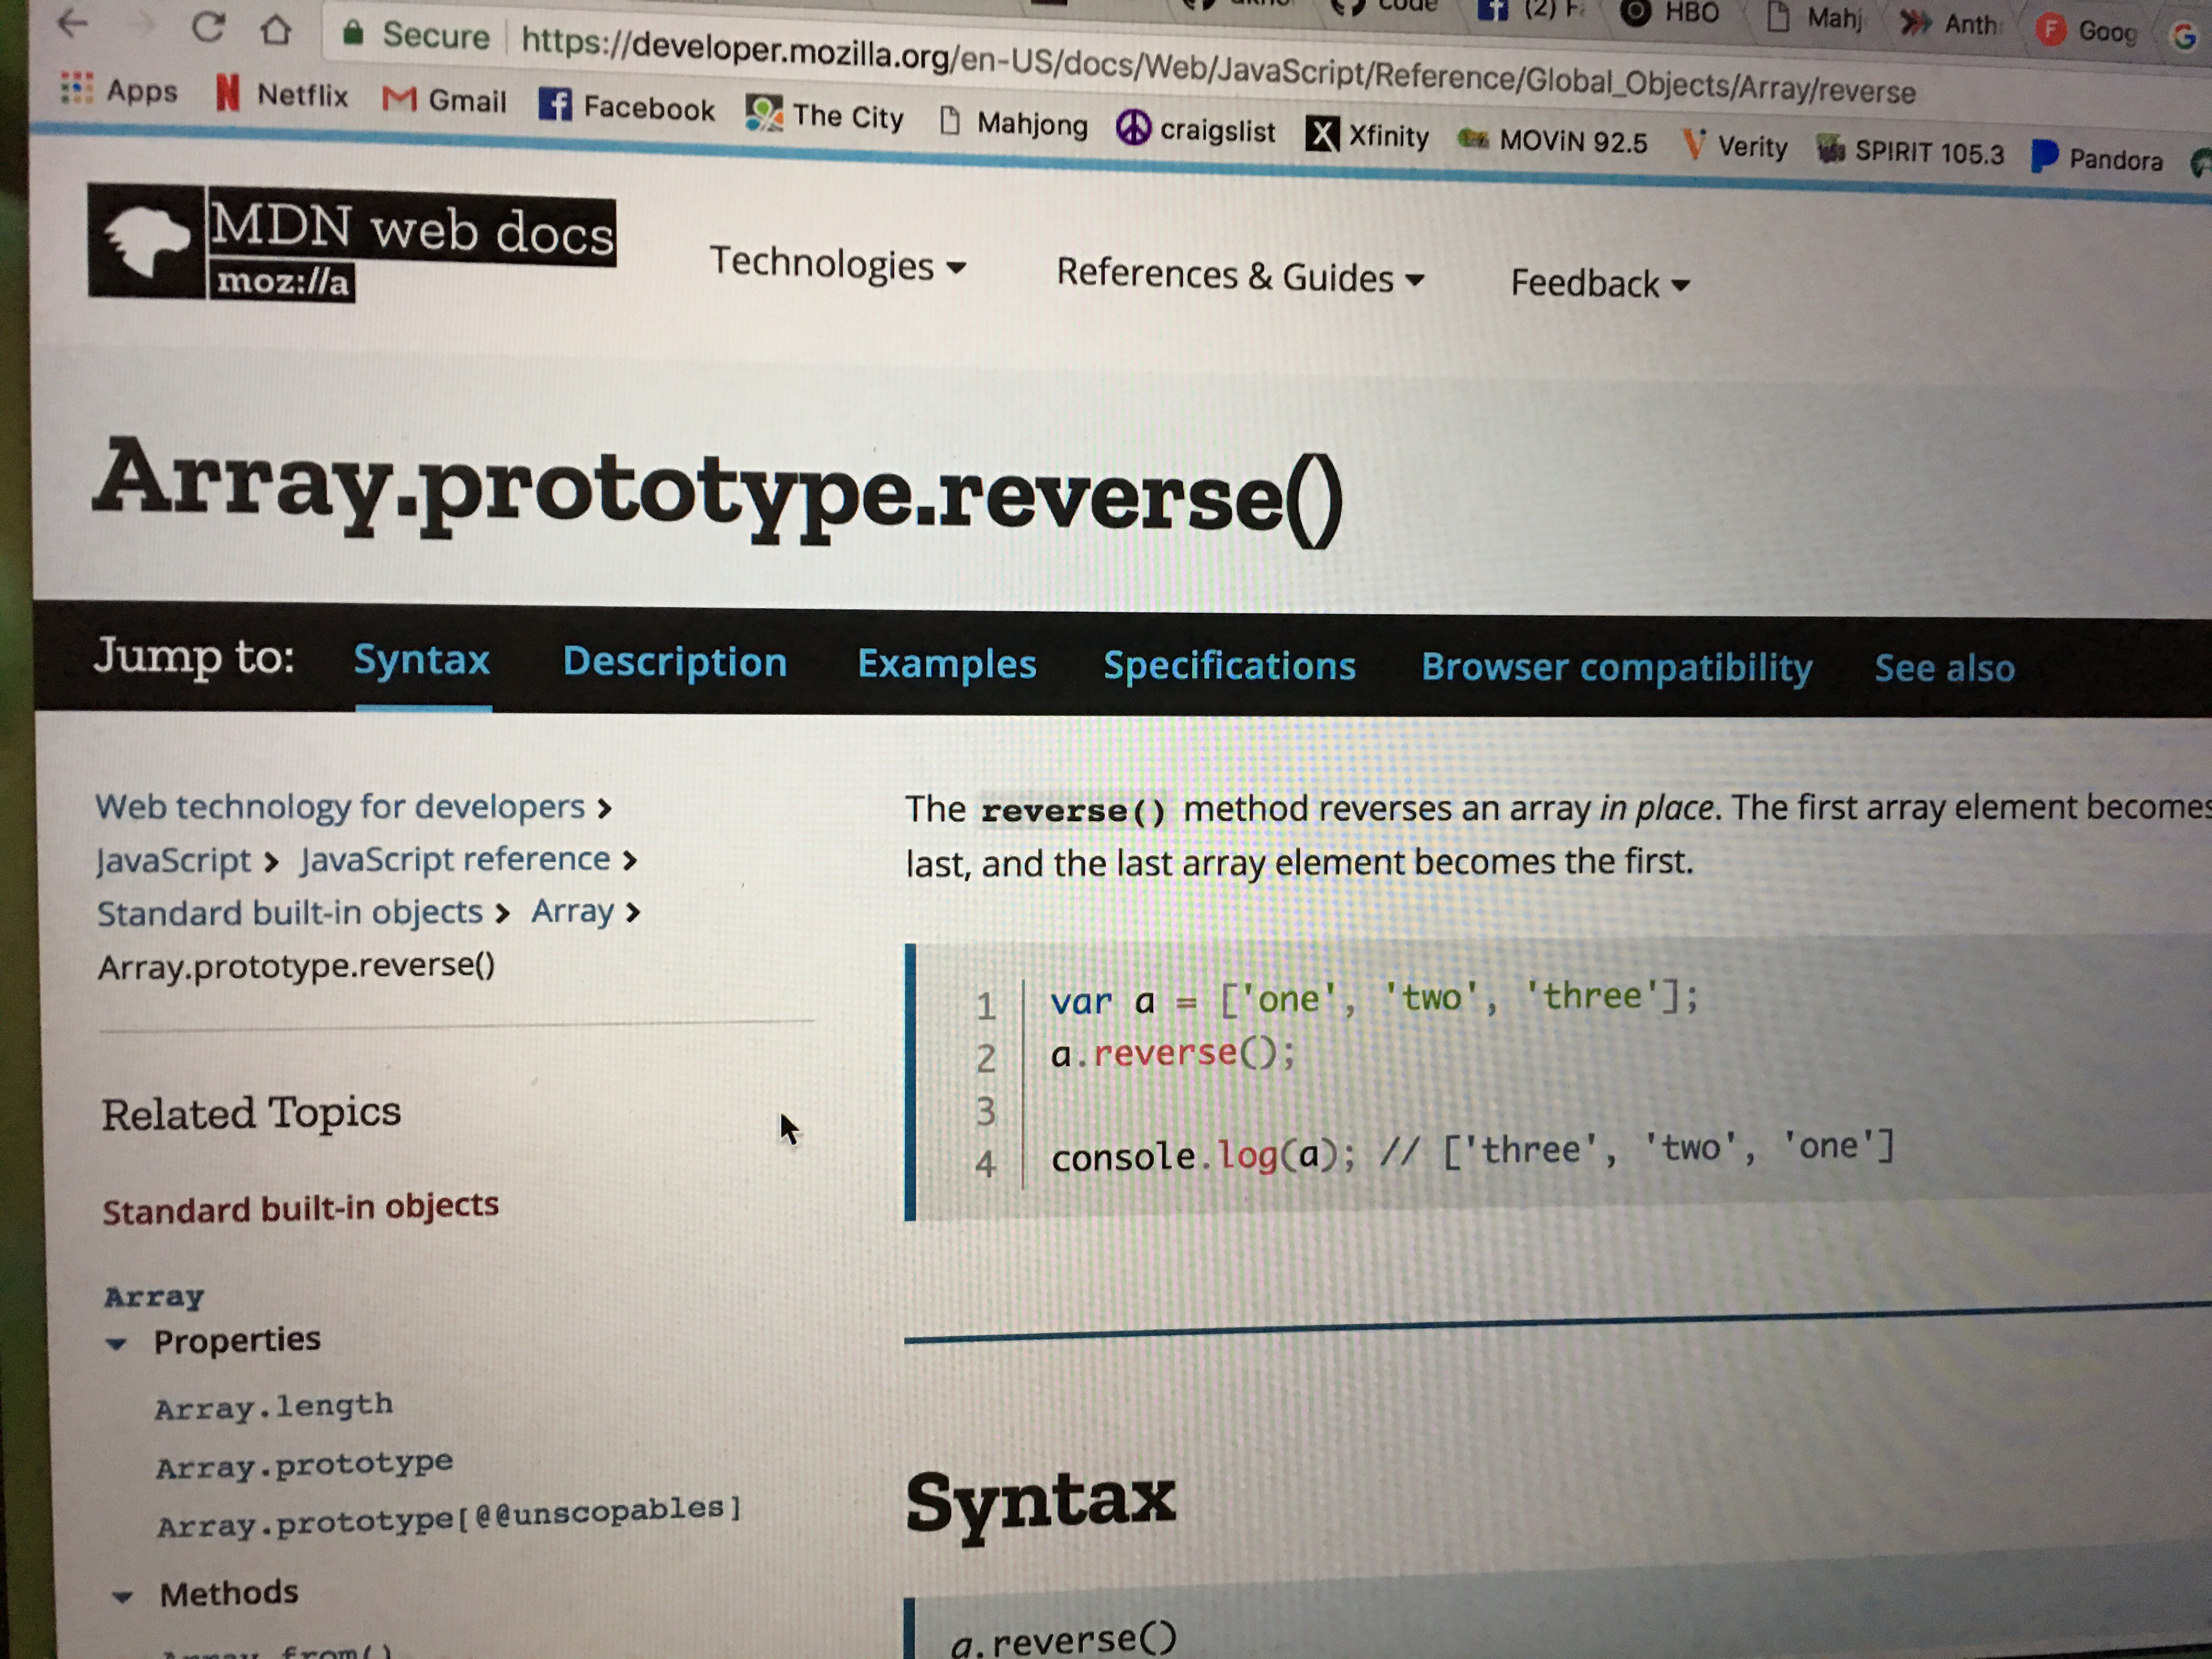 code (2) HBO Mahj Anth Goog
Secure https://developer.mozilla.org/en-US/docs/Web/JavaScript/Reference/Global_Objects/Array/reverse
Apps Netflix Gmail Facebook The City Mahjong craigslist Xfinity MOViN 92.5 Verity SPIRIT 105.3 Pandora
MDN web docs
moz://a
Technologies References & Guides Feedback
Array.prototype.reverse()
Jump to: Syntax Description Examples Specifications Browser compatibility See also
Web technology for developers >
JavaScript > JavaScript reference >
Standard built-in objects > Array >
Array.prototype.reverse()
Related Topics
Standard built-in objects
Array
Properties
Array.length
Array.prototype
Array.prototype[@@unscopables]
Methods
Array.from()
The reverse() method reverses an array in place. The first array element becomes
last, and the last array element becomes the first.
1 var a = ['one', 'two', 'three'];
2 a.reverse();
3
4 console.log(a); // ['three', 'two', 'one']
Syntax
a.reverse()